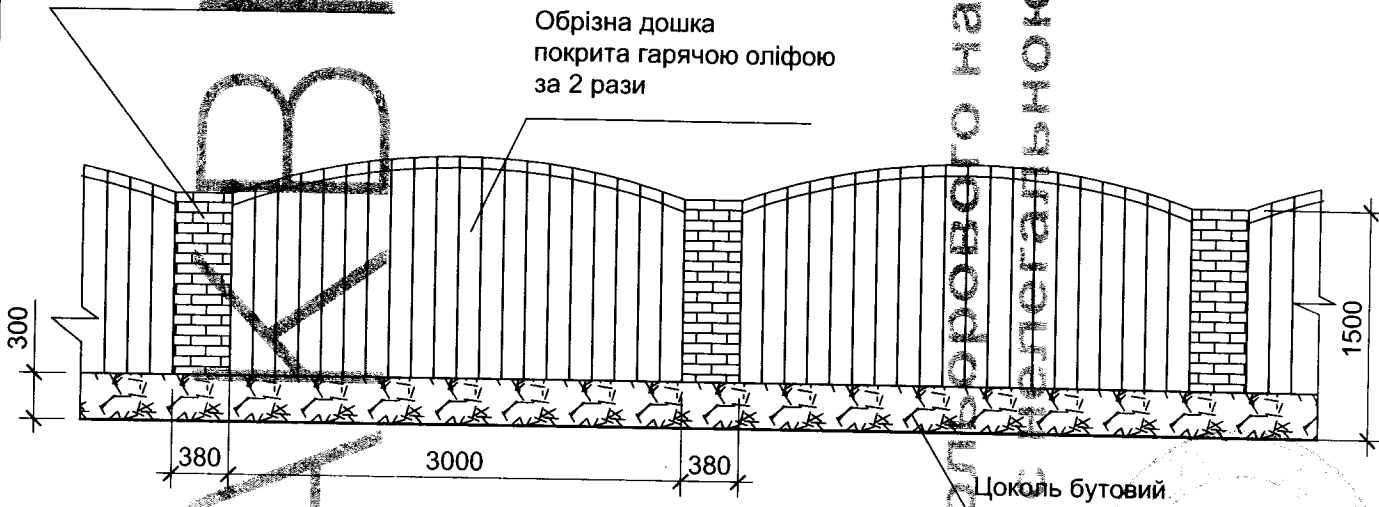 Обрізна дошка
покрита гарячою оліфою
за 2 рази
300
1500
380
3000
380
Цоколь бутовий